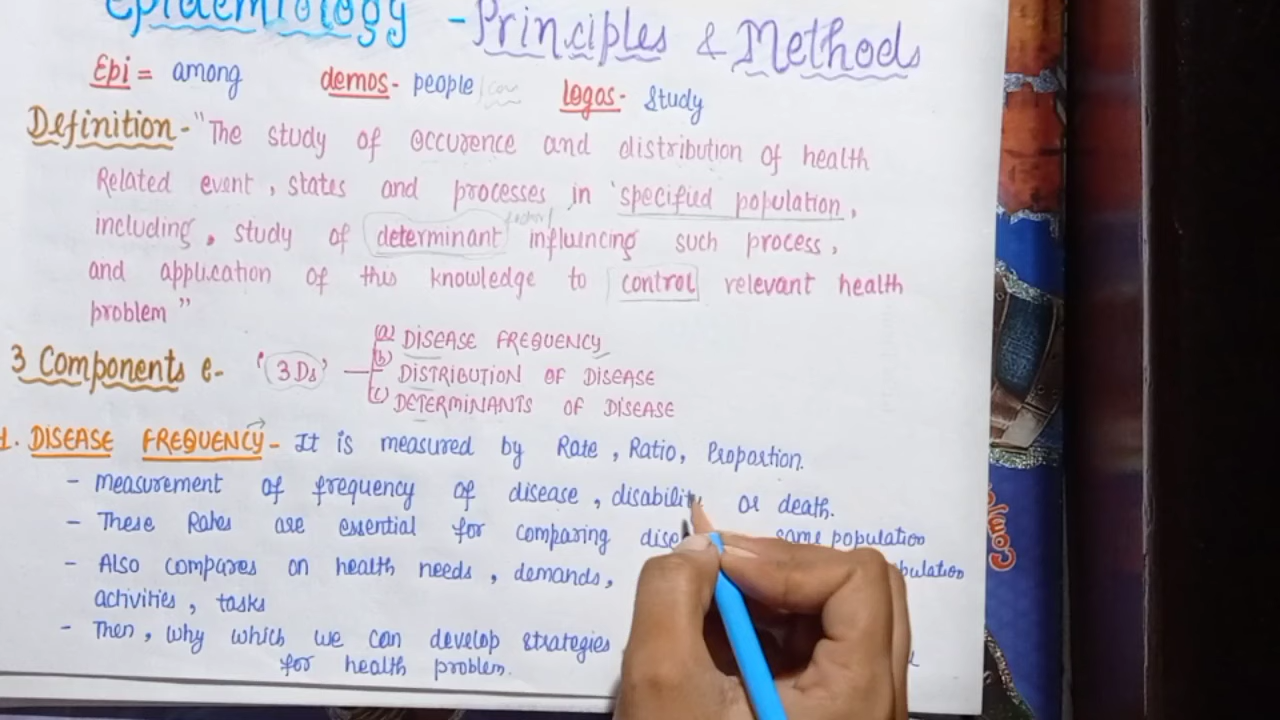 Epidemiology - Principles & Methods
Epi = among demos - people logos - Study
Definition - "The study of occurence and distribution of health
Related event, states and processes in 'specified population,
including, study of determinant influencing such process,
and application of this knowledge to control relevant health
problem"
3 Components :- '3Ds' (a) DISEASE FREQUENCY
(b) DISTRIBUTION OF DISEASE
(c) DETERMINANTS OF DISEASE
1. DISEASE FREQUENCY - It is measured by Rate, Ratio, Proportion.
- Measurement of frequency of disease, disability or death.
- These Rates are essential for comparing dise same population
- Also compares on health needs, demands,
activities, tasks
- Then, why which we can develop strategies
for health problem.